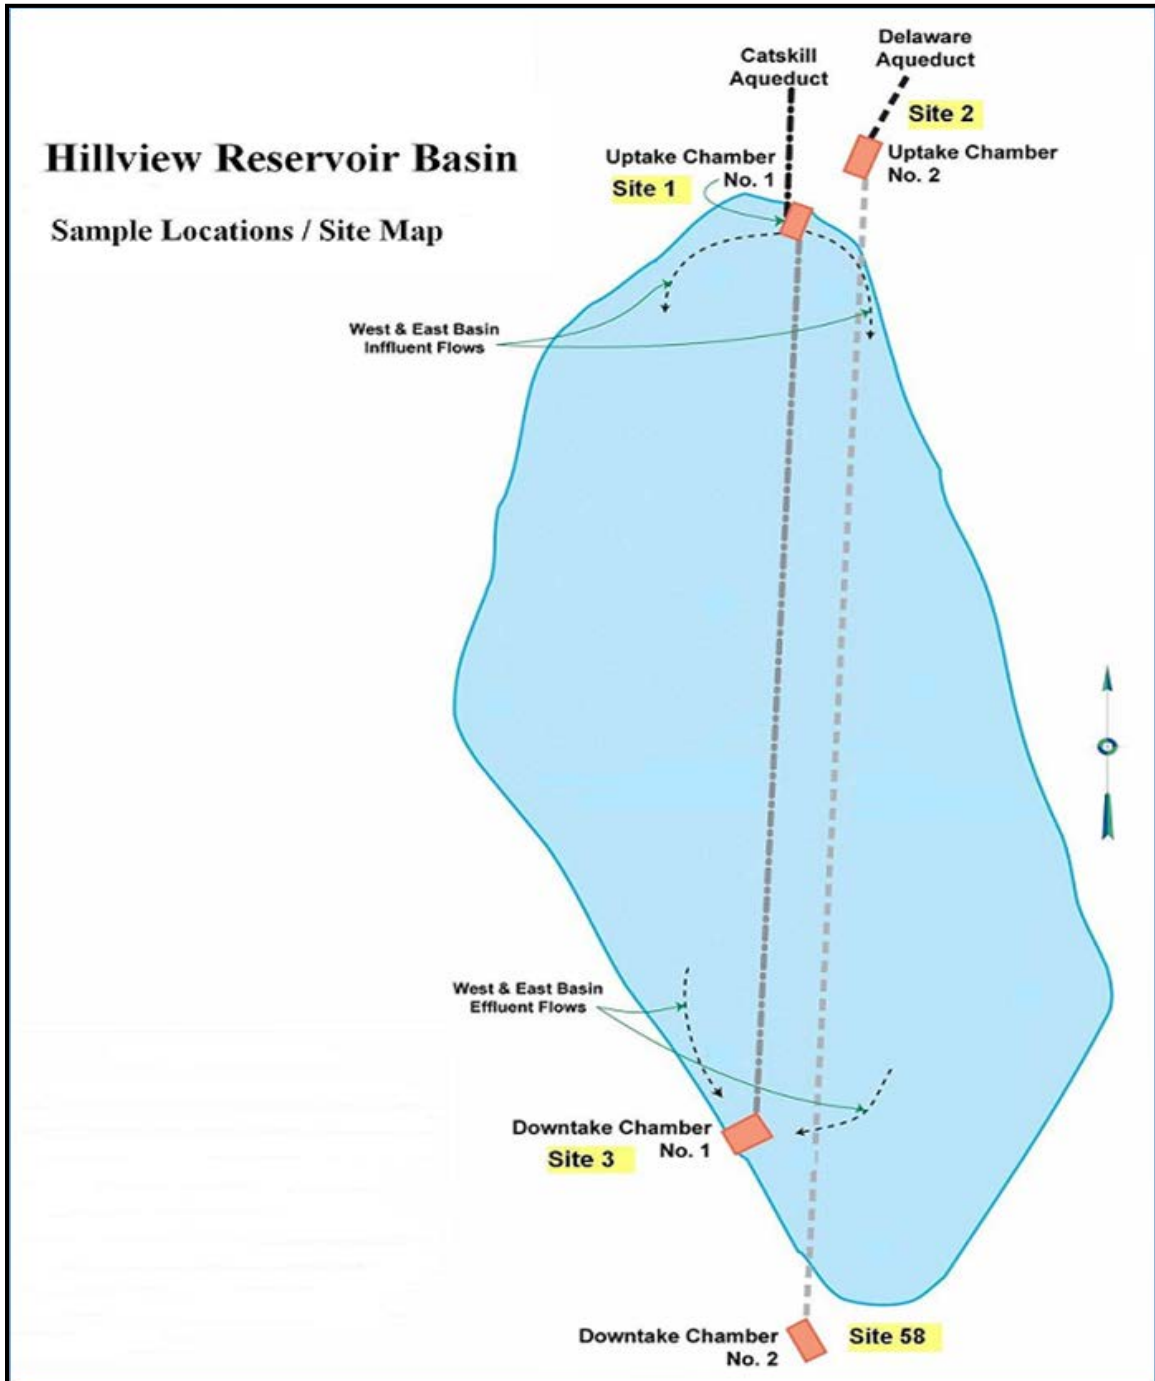 Catskill
Aqueduct
Delaware
Aqueduct
Site 2
Hillview Reservoir Basin
Sample Locations / Site Map
Uptake Chamber
No. 1
Site 1
Uptake Chamber
No. 2
West & East Basin
Inffluent Flows
West & East Basin
Effluent Flows
Downtake Chamber
No. 1
Site 3
Downtake Chamber
No. 2
Site 58